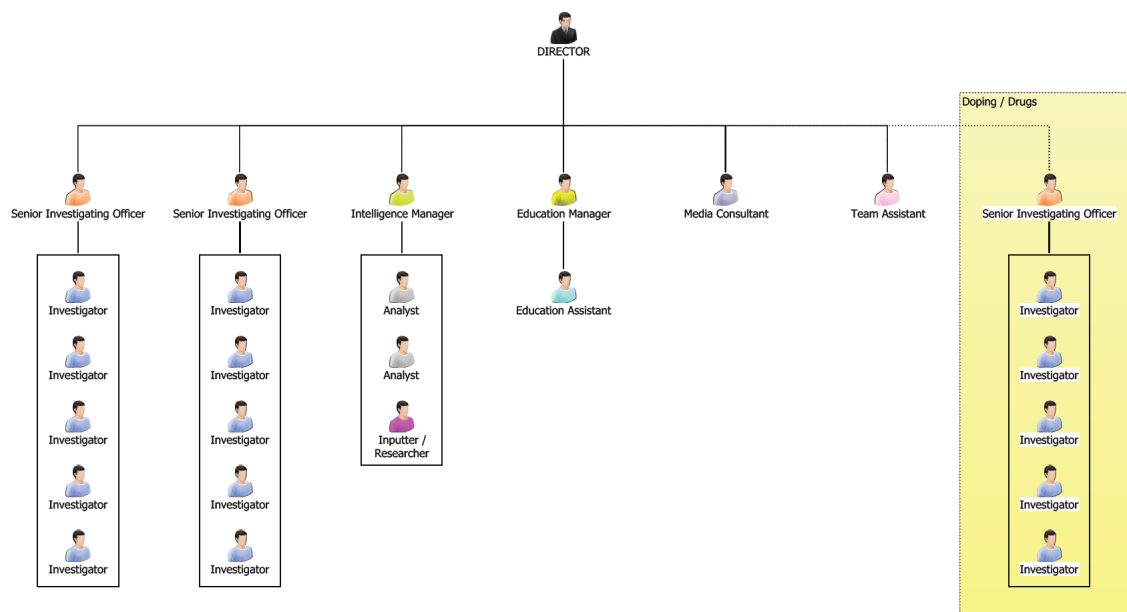 DIRECTOR
Doping / Drugs
Senior Investigating Officer
Senior Investigating Officer
Intelligence Manager
Education Manager
Media Consultant
Team Assistant
Senior Investigating Officer
Investigator
Investigator
Analyst
Education Assistant
Investigator
Investigator
Investigator
Analyst
Investigator
Investigator
Investigator
Inputter /
Researcher
Investigator
Investigator
Investigator
Investigator
Investigator
Investigator
Investigator